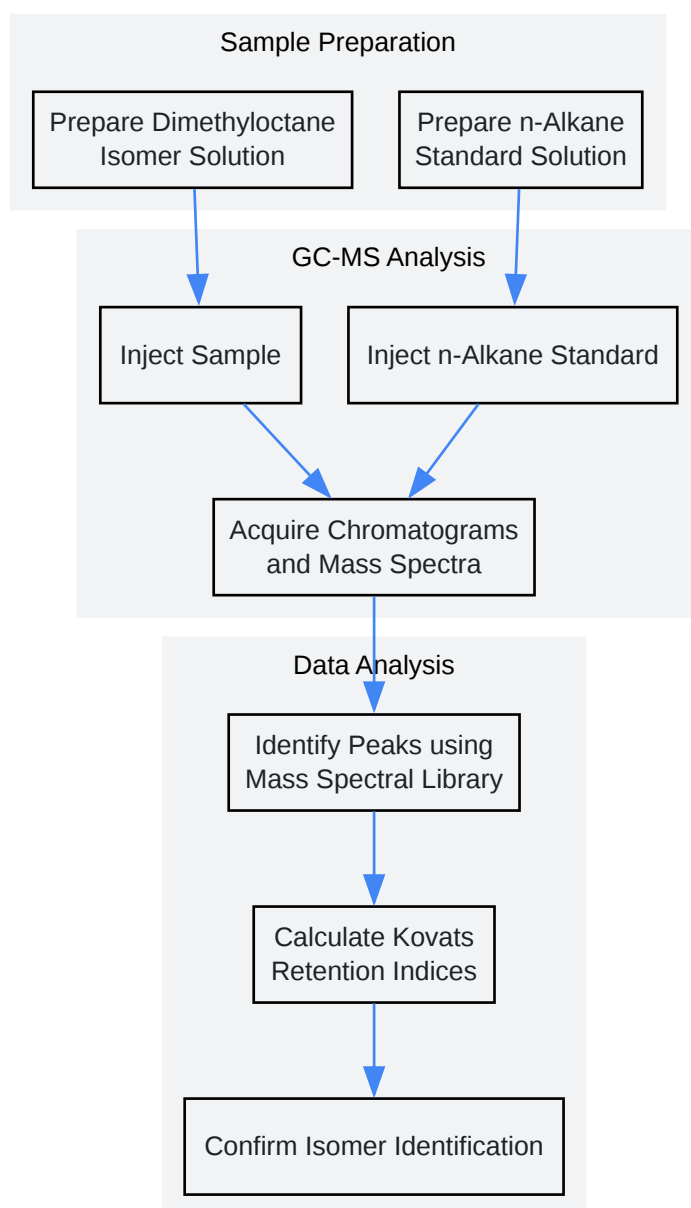 Sample Preparation
Prepare Dimethyloctane
Isomer Solution
Prepare n-Alkane
Standard Solution
GC-MS Analysis
Inject Sample
Inject n-Alkane Standard
Acquire Chromatograms
and Mass Spectra
Data Analysis
Identify Peaks using
Mass Spectral Library
Calculate Kovats
Retention Indices
Confirm Isomer Identification